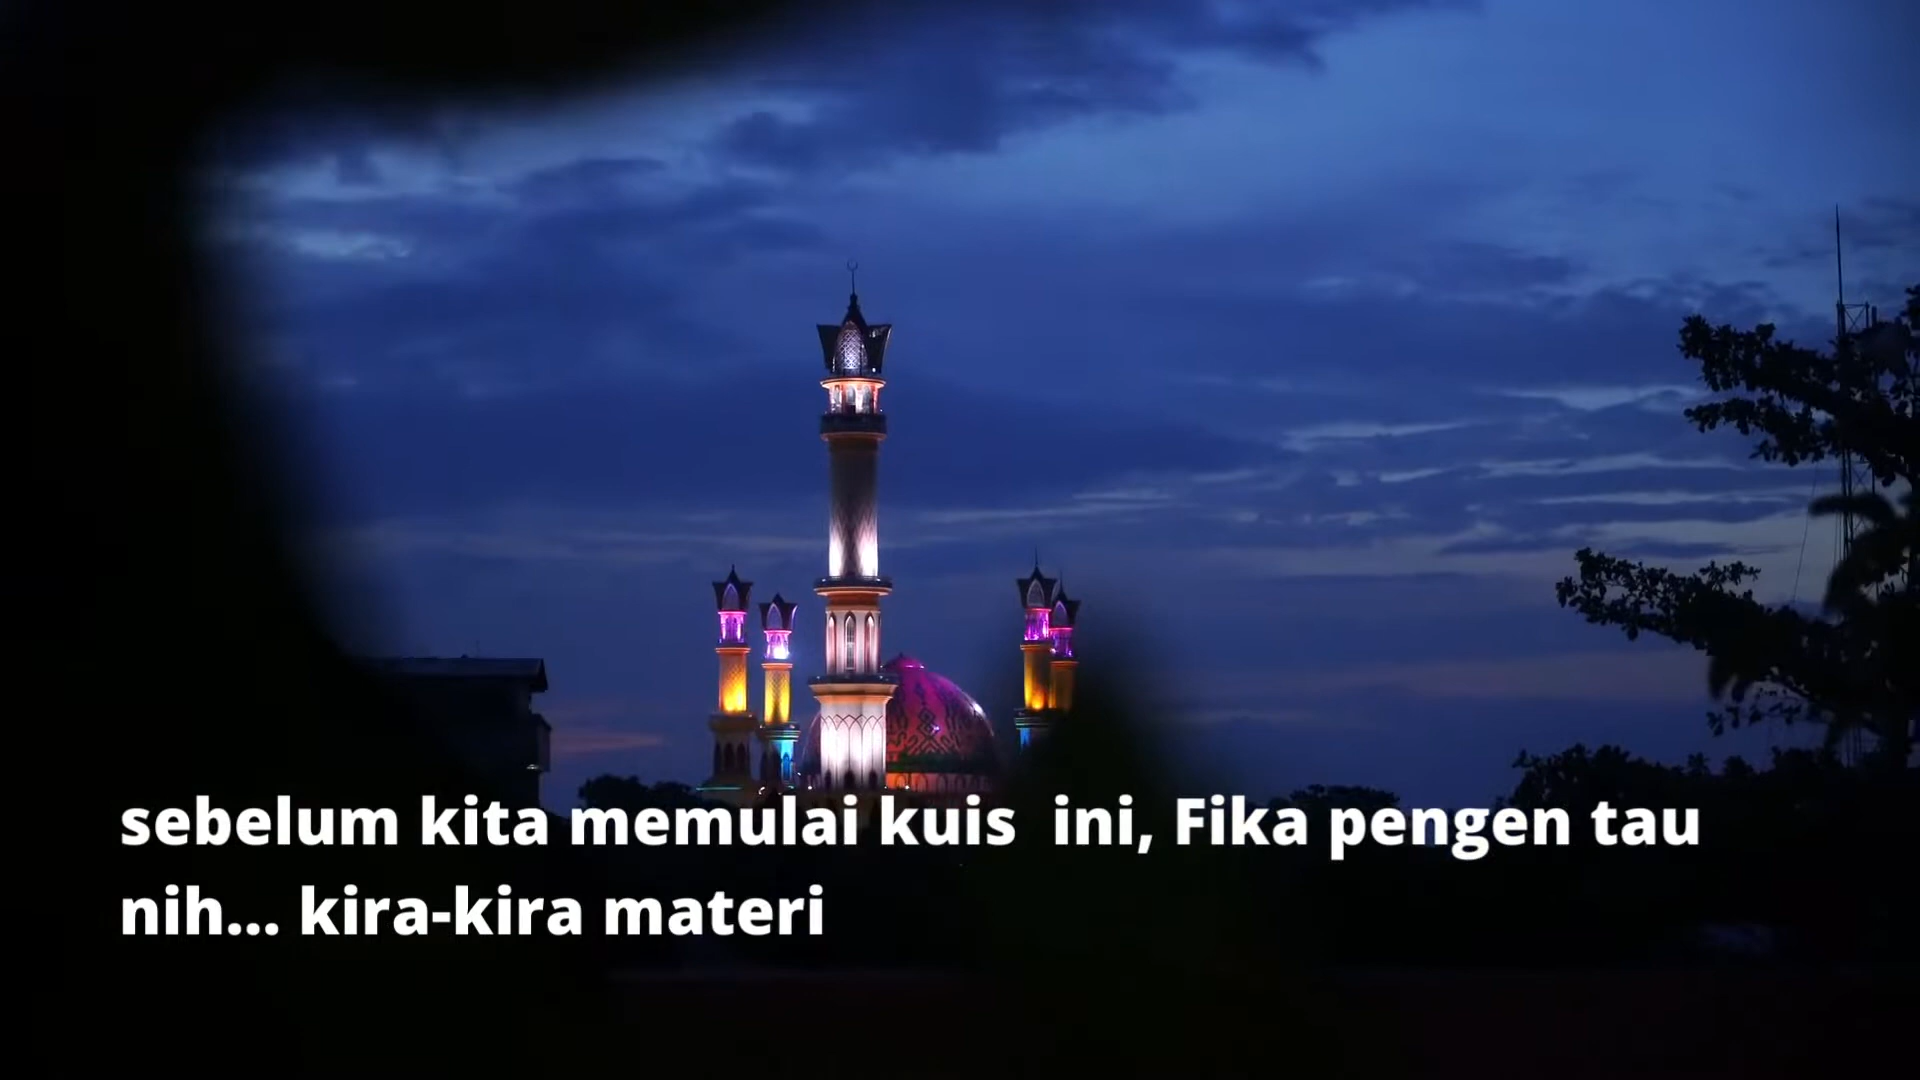 sebelum kita memulai kuis  ini, Fika pengen tau
nih... kira-kira materi